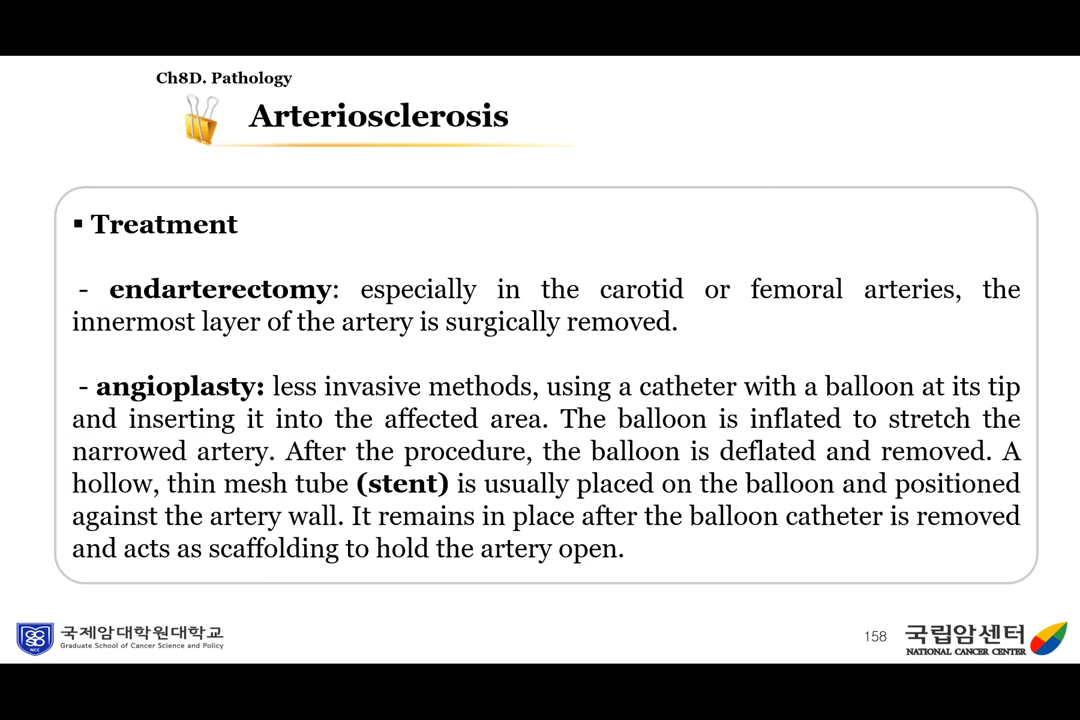 Ch8D. Pathology
Arteriosclerosis
▪ Treatment
- endarterectomy: especially in the carotid or femoral arteries, the
innermost layer of the artery is surgically removed.
- angioplasty: less invasive methods, using a catheter with a balloon at its tip
and inserting it into the affected area. The balloon is inflated to stretch the
narrowed artery. After the procedure, the balloon is deflated and removed. A
hollow, thin mesh tube (stent) is usually placed on the balloon and positioned
against the artery wall. It remains in place after the balloon catheter is removed
and acts as scaffolding to hold the artery open.
NCC
국제암대학원대학교
Graduate School of Cancer Science and Policy
158
국립암센터
NATIONAL CANCER CENTER